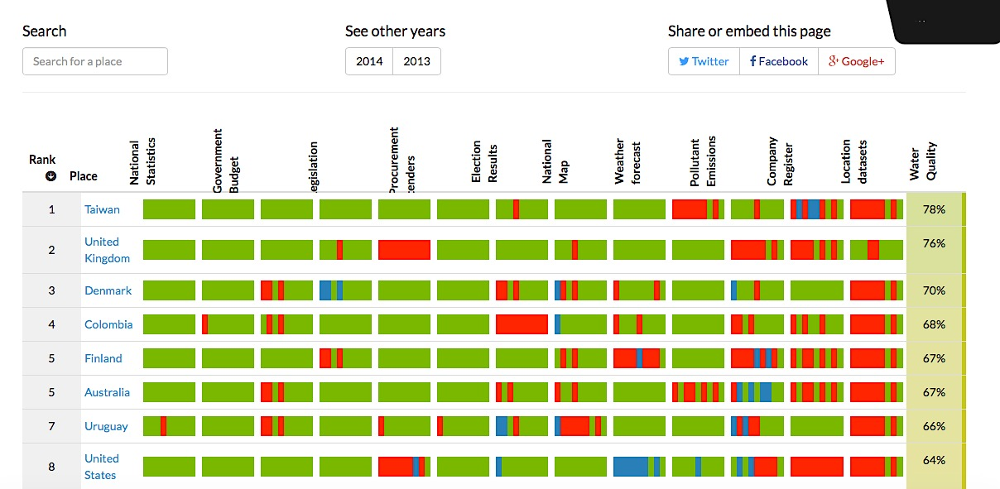 Search
See other years
Share or embed this page
Search for a place
2014
2013
Twitter
Facebook
Google+
Rank
Place
National
Statistics
Government
Budget
egislation
Procurement
enders
Election
Results
National
Map
Weather
forecast
Pollutant
Emissions
Company
Register
Location
datasets
Water
Quality
1 Taiwan 78%
2 United Kingdom 76%
3 Denmark 70%
4 Colombia 68%
5 Finland 67%
5 Australia 67%
7 Uruguay 66%
8 United States 64%